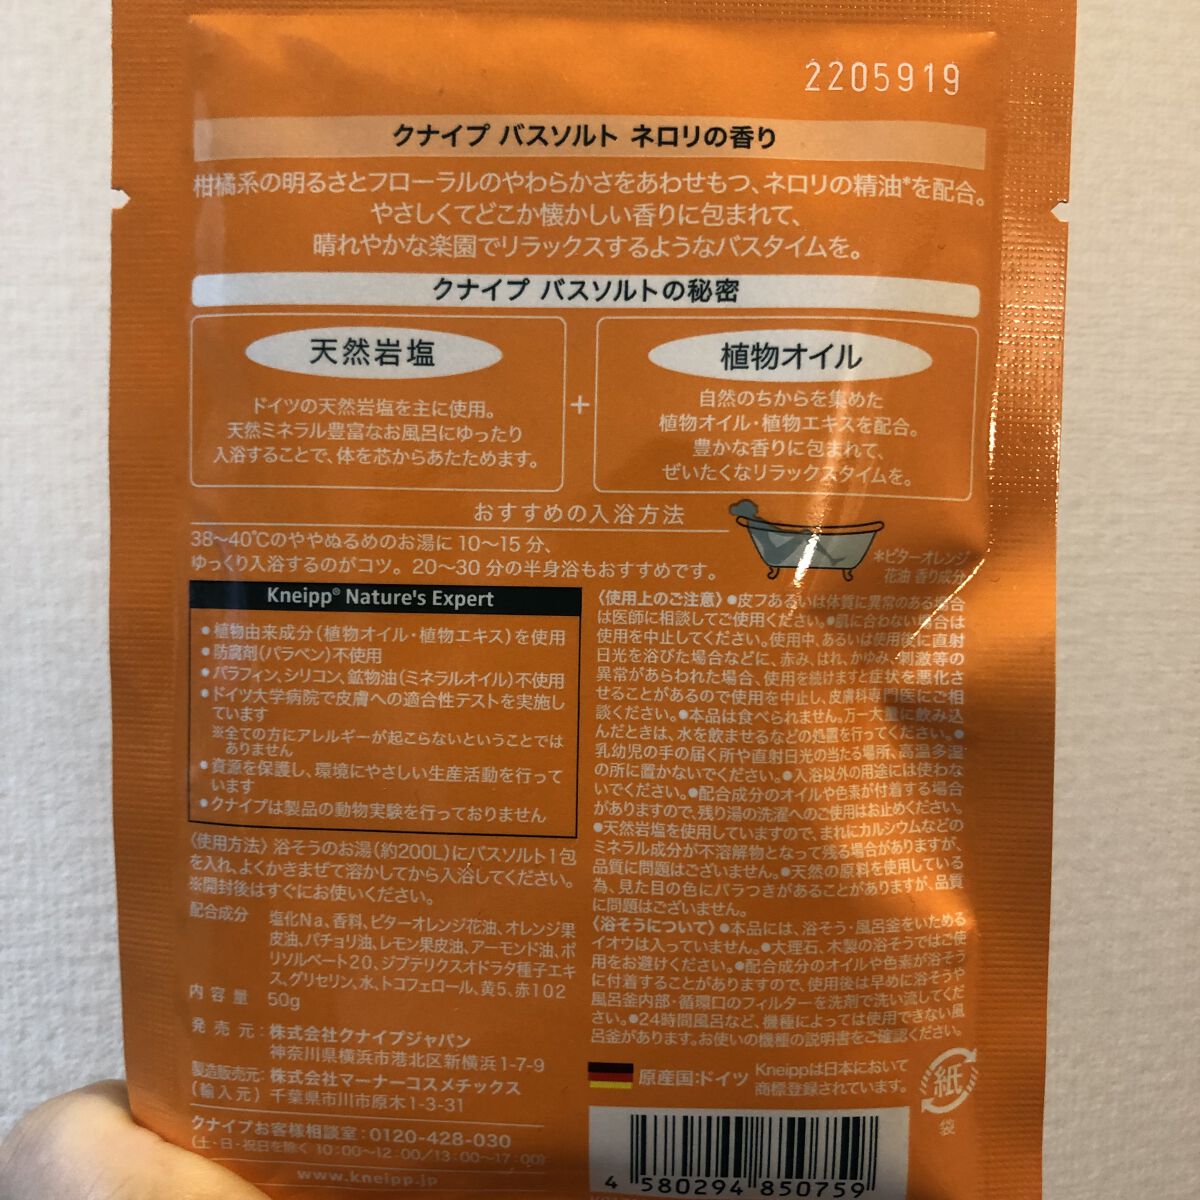 2205919
クナイプ バスソルト ネロリの香り
柑橘系の明るさとフローラルのやわらかさをあわせもつ、ネロリの精油*を配合。
やさしくてどこか懐かしい香りに包まれて、
晴れやかな楽園でリラックスするようなバスタイムを。
クナイプ バスソルトの秘密
天然岩塩
ドイツの天然岩塩を主に使用。
天然ミネラル豊富なお風呂にゆったり
入浴することで、体を芯からあたためます。
+
植物オイル
自然のちからを集めた
植物オイル・植物エキスを配合。
豊かな香りに包まれて、
ぜいたくなリラックスタイムを。
おすすめの入浴方法
38〜40℃のややぬるめのお湯に 10〜15 分、
ゆっくり入浴するのがコツ。20〜30 分の半身浴もおすすめです。
*ビターオレンジ
花油 香り成分
Kneipp® Nature's Expert
●植物由来成分(植物オイル・植物エキス)を使用
●防腐剤(パラベン)不使用
●パラフィン、シリコン、鉱物油(ミネラルオイル)不使用
●ドイツ大学病院で皮膚への適合性テストを実施し
ています
※全ての方にアレルギーが起こらないということでは
ありません
●資源を保護し、環境にやさしい生産活動を行って
います
●クナイプは製品の動物実験を行っておりません
〈使用方法〉浴そうのお湯(約200L)にバスソルト1包
を入れ、よくかきまぜて溶かしてから入浴してください。
※開封後はすぐにお使いください。
配合成分 塩化Na、香料、ビターオレンジ花油、オレンジ果
皮油、パチョリ油、レモン果皮油、アーモンド油、ポ
リソルベート20、ジプテリクスオドラタ種子エキ
ス、グリセリン、水、トコフェロール、黄5、赤102
内容量 50g
発売元: 株式会社クナイプジャパン
神奈川県横浜市港北区新横浜1-7-9
製造販売元: 株式会社マーナーコスメチックス
(輸入元) 千葉県市川市原木1-3-31
クナイプお客様相談室:0120-428-030
(土・日・祝日を除く 10:00〜12:00/13:00〜17:00)
www.kneipp.jp
〈使用上のご注意〉●皮フあるいは体質に異常のある場合
は医師に相談してご使用ください。●肌に合わない場合は
使用を中止してください。使用中、あるいは使用後に直射
日光を浴びた場合などに、赤み、はれ、かゆみ、刺激等の
異常があらわれた場合、使用を続けますと症状を悪化さ
せることがあるので使用を中止し、皮膚科専門医にご相
談ください。●本品は食べられません。万一大量に飲み込
んだときは、水を飲ませるなどの処置を行ってください。●
乳幼児の手の届く所や直射日光の当たる場所、高温多湿
の所に置かないでください。●入浴以外の用途には使わな
いでください。●配合成分のオイルや色素が付着する場合
がありますので、残り湯の洗濯へのご使用はお止めください。
●天然岩塩を使用していますので、まれにカルシウムなどの
ミネラル成分が不溶解物となって残る場合がありますが、
品質に問題はございません。●天然の原料を使用している
為、見た目の色にバラつきがあることがありますが、品質
に問題はございません。
〈浴そうについて〉●本品には、浴そう・風呂釜をいためる
イオウは入っていません。●大理石、木製の浴そうではご使
用をお避けください。●配合成分のオイルや色素が浴そう
に付着することがありますので、使用後は早めに浴そうや
風呂釜内部・循環口のフィルターを洗剤で洗い流してくだ
さい。●24時間風呂など、機種によっては使用できない風
呂釜があります。お使いの機種の説明書をご確認ください。
原産国:ドイツ
Kneippは日本において
商標登録されています。
紙
袋
4 580294 850759